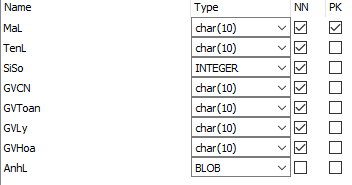 Name Type NN PK
MaL char(10)
TenL char(10)
SiSo INTEGER
GVCN char(10)
GVToan char(10)
GVLy char(10)
GVHoa char(10)
AnhL BLOB